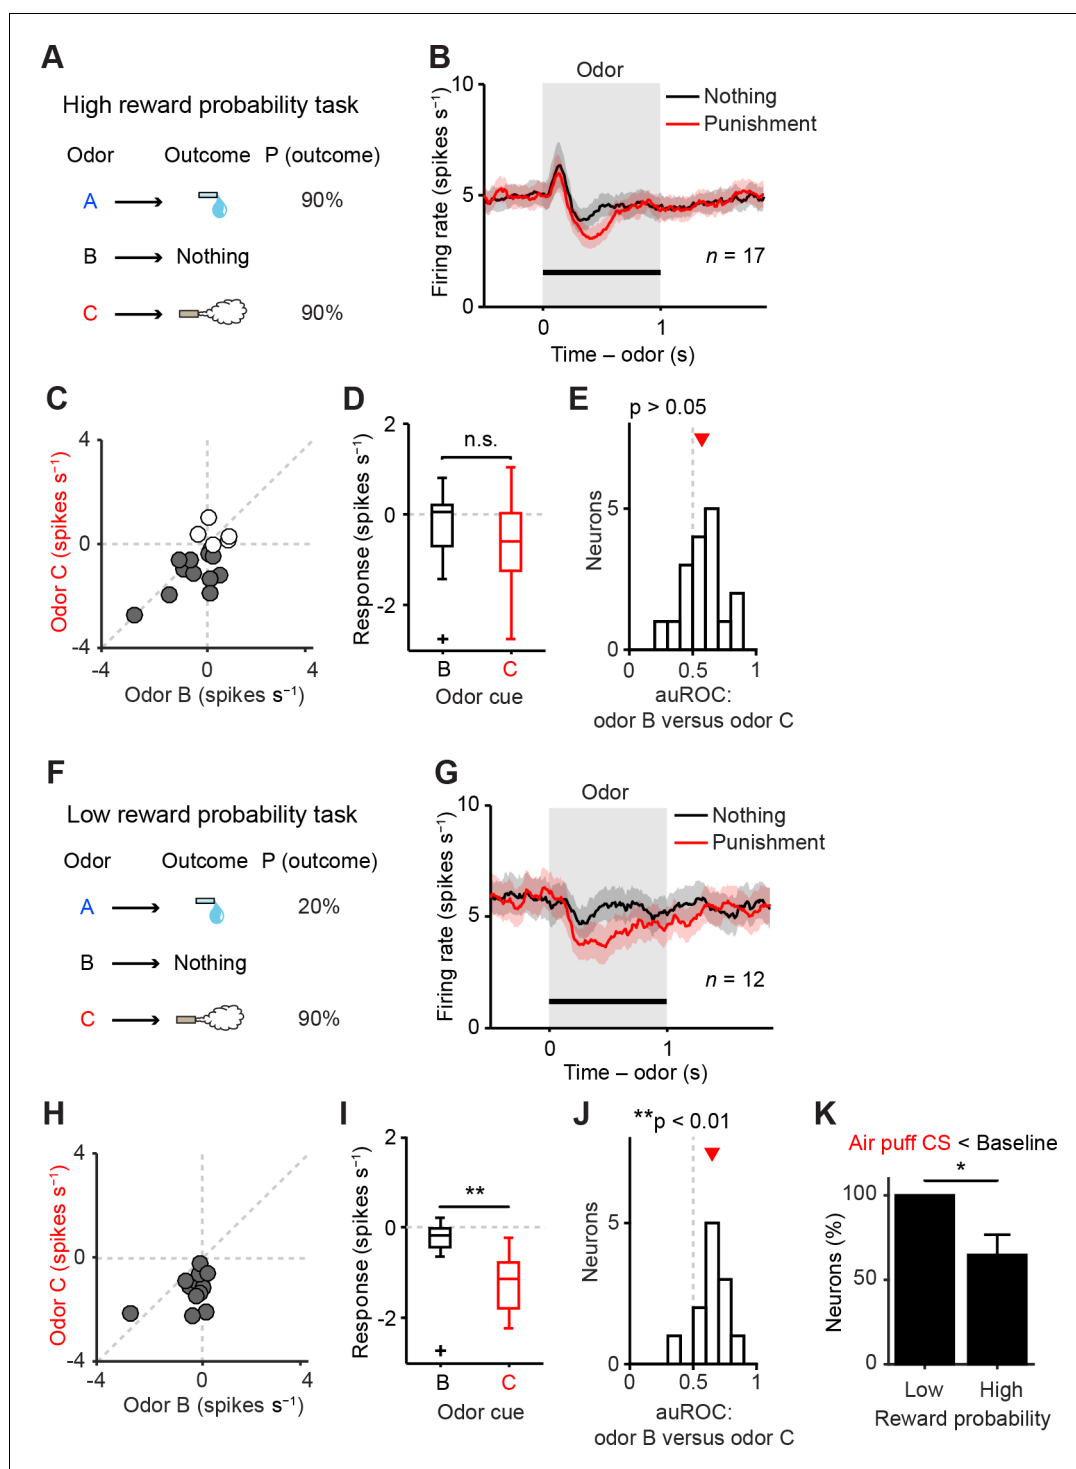 A
High reward probability task
Odor Outcome P (outcome)
A 90%
B Nothing
C 90%
B
Odor
Nothing
Punishment
10
5
0
Firing rate (spikes s⁻¹)
n = 17
0 1
Time – odor (s)
C
4
0
-4
Odor C (spikes s⁻¹)
-4 0 4
Odor B (spikes s⁻¹)
D
2
0
-2
Response (spikes s⁻¹)
n.s.
+
B C
Odor cue
E
p > 0.05
5
0
Neurons
0 0.5 1
auROC:
odor B versus odor C
F
Low reward probability task
Odor Outcome P (outcome)
A 20%
B Nothing
C 90%
G
Odor
Nothing
Punishment
10
5
0
Firing rate (spikes s⁻¹)
n = 12
0 1
Time – odor (s)
H
4
0
-4
Odor C (spikes s⁻¹)
-4 0 4
Odor B (spikes s⁻¹)
I
2
0
-2
Response (spikes s⁻¹)
**
+
B C
Odor cue
J
**p < 0.01
5
0
Neurons
0 0.5 1
auROC:
odor B versus odor C
K
Air puff CS < Baseline
*
100
50
0
Neurons (%)
Low High
Reward probability